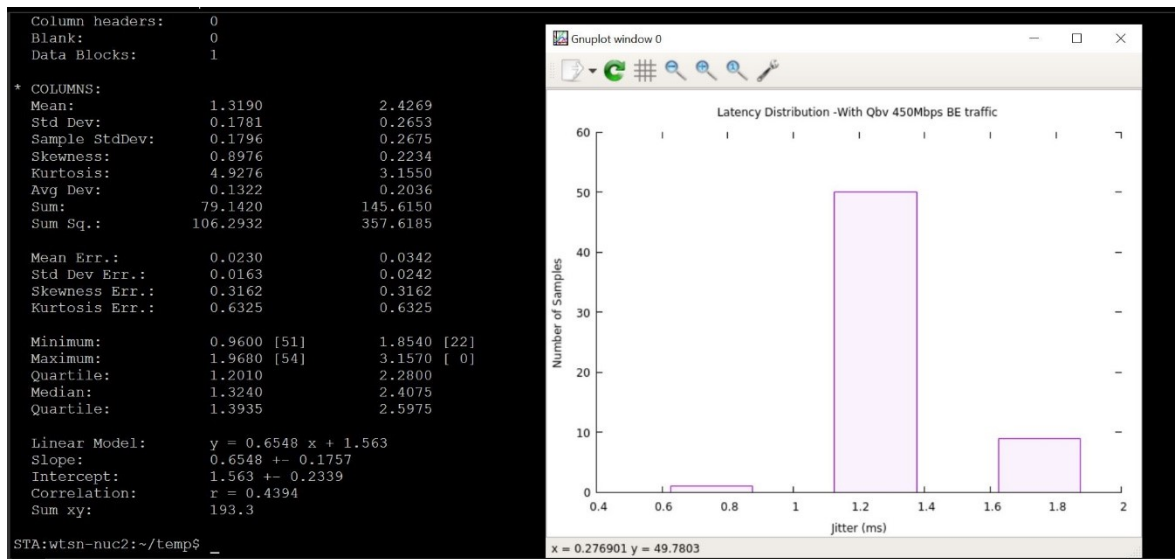 Column headers: 0
Blank: 0
Data Blocks: 1
* COLUMNS:
Mean: 1.3190 2.4269
Std Dev: 0.1781 0.2653
Sample StdDev: 0.1796 0.2675
Skewness: 0.8976 0.2234
Kurtosis: 4.9276 3.1550
Avg Dev: 0.1322 0.2036
Sum: 79.1420 145.6150
Sum Sq.: 106.2932 357.6185
Mean Err.: 0.0230 0.0342
Std Dev Err.: 0.0163 0.0242
Skewness Err.: 0.3162 0.3162
Kurtosis Err.: 0.6325 0.6325
Minimum: 0.9600 [51] 1.8540 [22]
Maximum: 1.9680 [54] 3.1570 [ 0]
Quartile: 1.2010 2.2800
Median: 1.3240 2.4075
Quartile: 1.3935 2.5975
Linear Model: y = 0.6548 x + 1.563
Slope: 0.6548 +- 0.1757
Intercept: 1.563 +- 0.2339
Correlation: r = 0.4394
Sum xy: 193.3
STA:wtsn-nuc2:~/temp$ _
Gnuplot window 0
Latency Distribution -With Qbv 450Mbps BE traffic
60
50
40
30
20
10
0
Number of Samples
0.4 0.6 0.8 1 1.2 1.4 1.6 1.8 2
Jitter (ms)
x = 0.276901 y = 49.7803